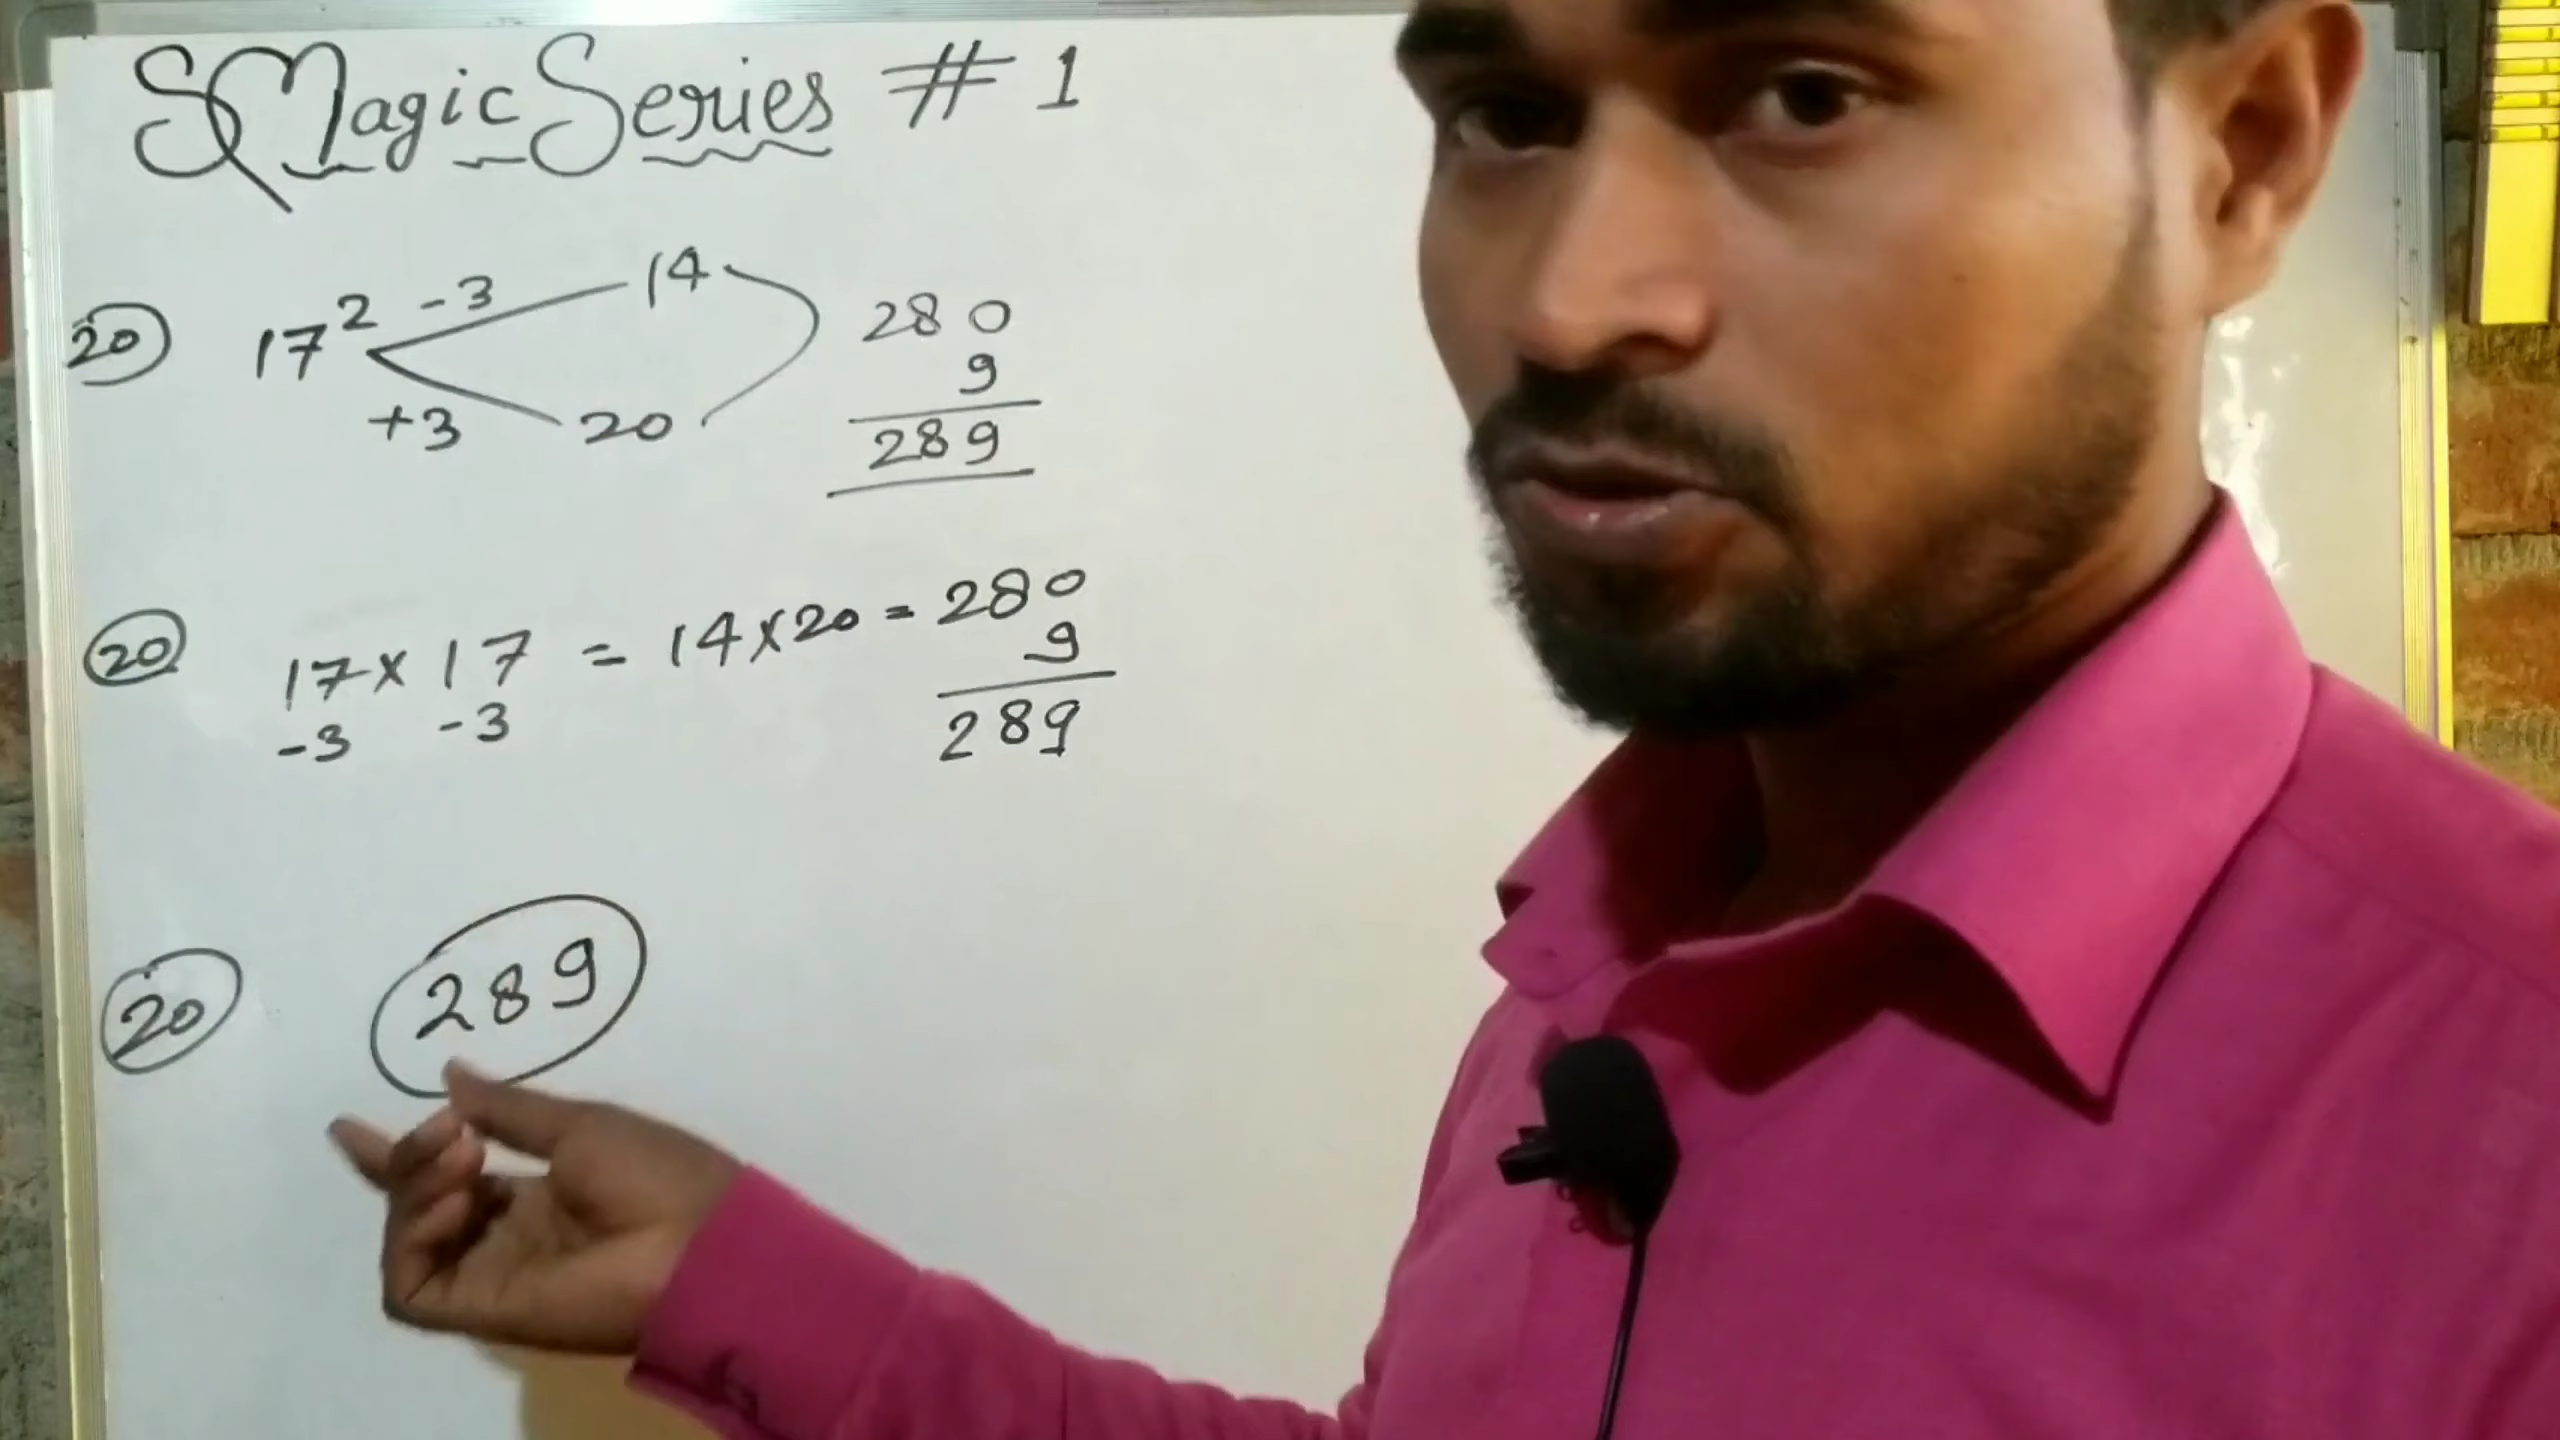 Magic Series # 1
20 17² -3 14 280
9
+3 20 289
20 17 x 17 = 14 x 20 = 280
-3 -3 9
289
20 289